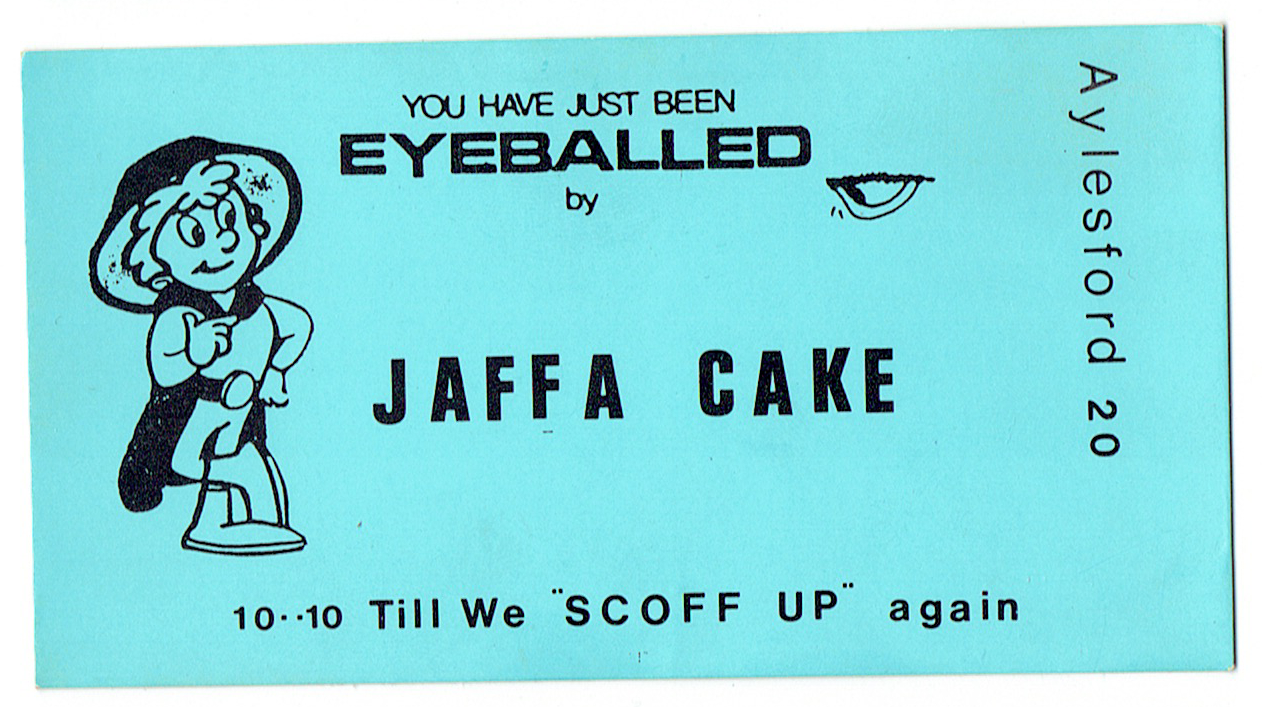 YOU HAVE JUST BEEN
EYEBALLED
by
JAFFA CAKE
10··10 Till We "SCOFF UP" again
Aylesford 20